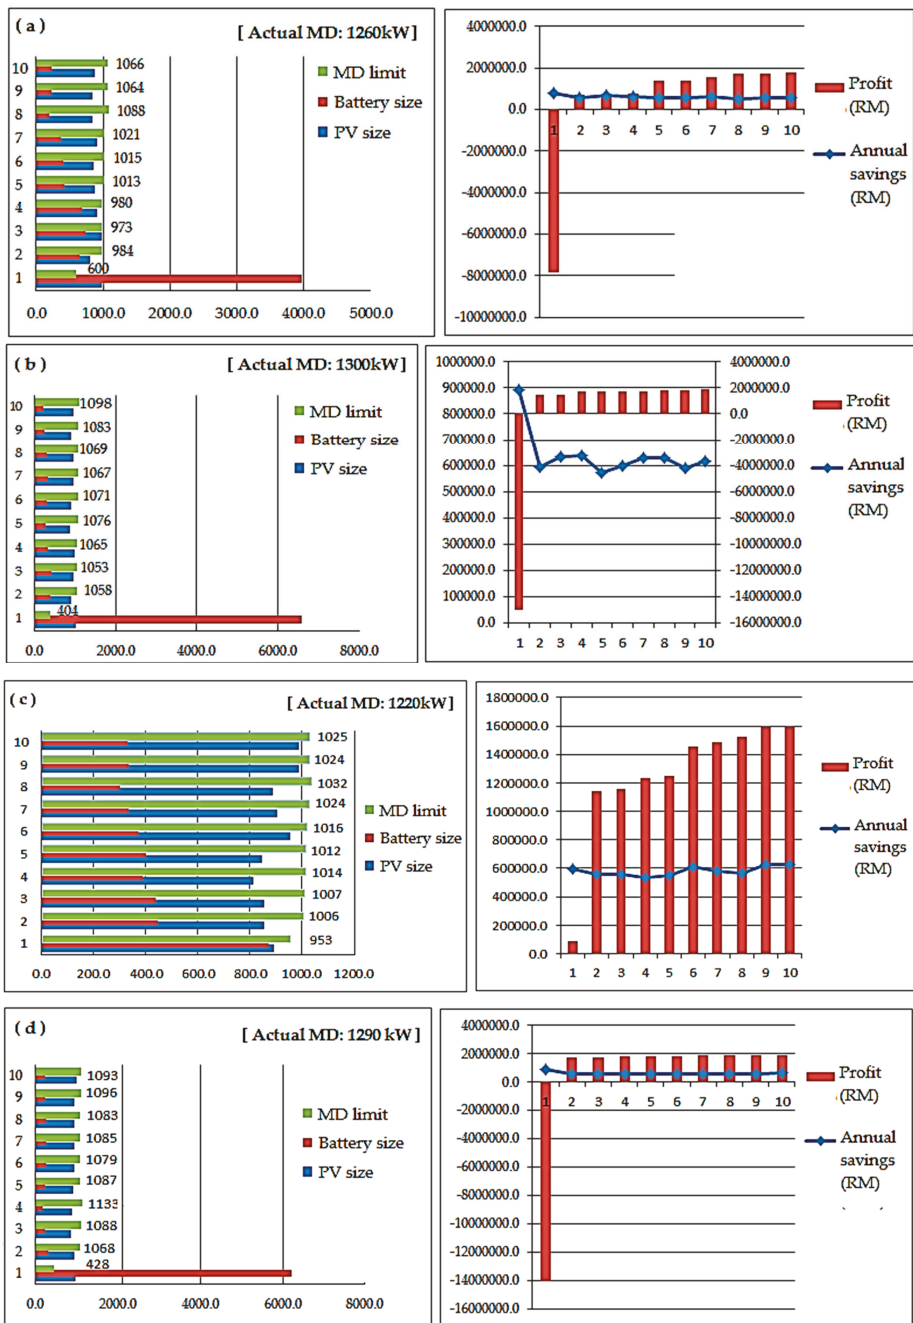 ( a )
[ Actual MD: 1260kW ]
10
9
8
7
6
5
4
3
2
1
1066
1064
1088
1021
1015
1013
980
973
984
600
MD limit
Battery size
PV size
0.0 1000.0 2000.0 3000.0 4000.0 5000.0
4000000.0
2000000.0
0.0
-2000000.0
-4000000.0
-6000000.0
-8000000.0
-10000000.0
1 2 3 4 5 6 7 8 9 10
Profit
(RM)
Annual
savings
(RM)
( b )
[ Actual MD: 1300kW ]
10
9
8
7
6
5
4
3
2
1
1098
1083
1069
1067
1071
1076
1065
1053
1058
404
MD limit
Battery size
PV size
0.0 2000.0 4000.0 6000.0 8000.0
1000000.0
900000.0
800000.0
700000.0
600000.0
500000.0
400000.0
300000.0
200000.0
100000.0
0.0
4000000.0
2000000.0
0.0
-2000000.0
-4000000.0
-6000000.0
-8000000.0
-10000000.0
-12000000.0
-14000000.0
-16000000.0
1 2 3 4 5 6 7 8 9 10
Profit
(RM)
Annual
savings
(RM)
( c )
[ Actual MD: 1220kW ]
10
9
8
7
6
5
4
3
2
1
1025
1024
1032
1024
1016
1012
1014
1007
1006
953
MD limit
Battery size
PV size
0.0 200.0 400.0 600.0 800.0 1000.0 1200.0
1800000.0
1600000.0
1400000.0
1200000.0
1000000.0
800000.0
600000.0
400000.0
200000.0
0.0
1 2 3 4 5 6 7 8 9 10
Profit
(RM)
Annual
savings
(RM)
( d )
[ Actual MD: 1290 kW ]
10
9
8
7
6
5
4
3
2
1
1093
1096
1083
1085
1079
1087
1133
1088
1068
428
MD limit
Battery size
PV size
0.0 2000.0 4000.0 6000.0 8000.0
4000000.0
2000000.0
0.0
-2000000.0
-4000000.0
-6000000.0
-8000000.0
-10000000.0
-12000000.0
-14000000.0
-16000000.0
1 2 3 4 5 6 7 8 9 10
Profit
(RM)
Annual
savings
(RM)